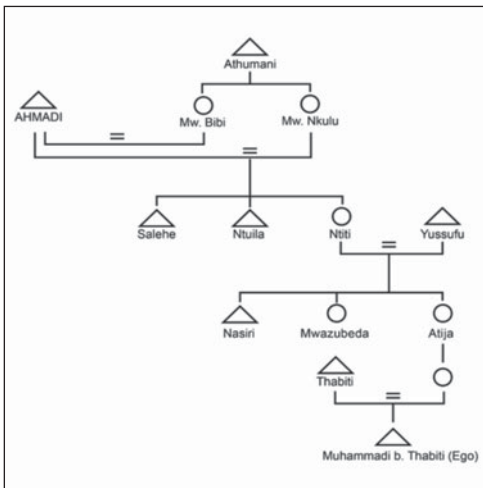 Athumani
AHMADI
Mw. Bibi
Mw. Nkulu
Salehe
Ntuila
Ntiti
Yussufu
Nasiri
Mwazubeda
Atija
Thabiti
Muhammadi b. Thabiti (Ego)